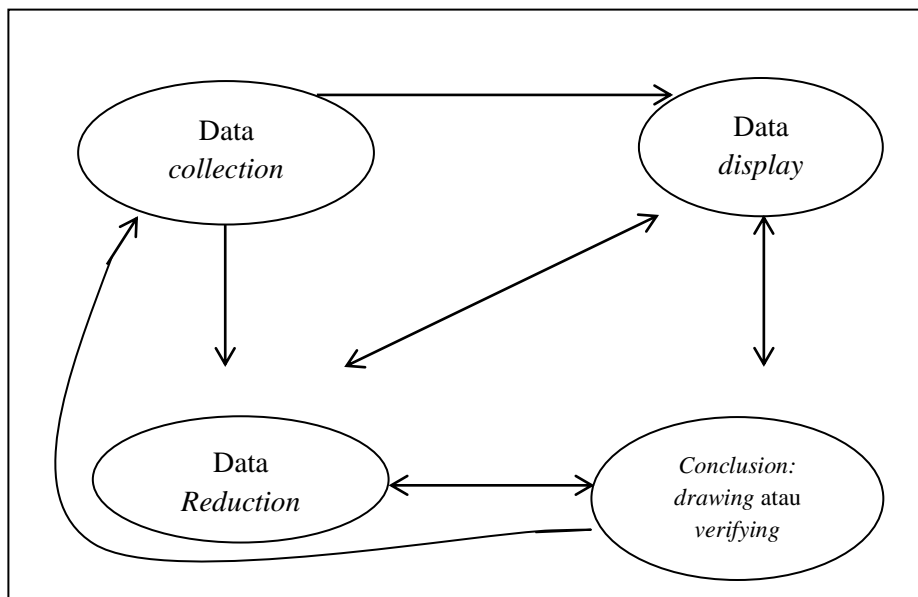 Data
collection
Data
display
Data
Reduction
Conclusion:
drawing atau
verifying